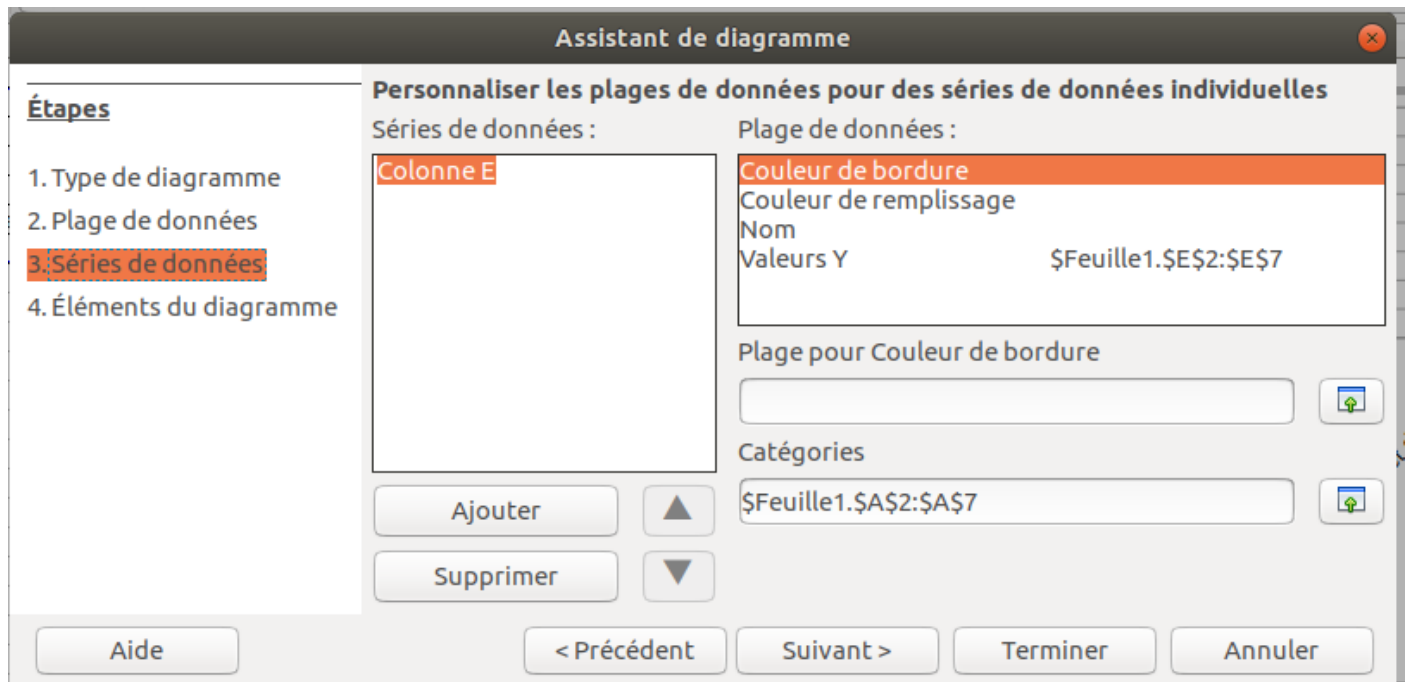 Assistant de diagramme
Étapes
1. Type de diagramme
2. Plage de données
3. Séries de données
4. Éléments du diagramme
Personnaliser les plages de données pour des séries de données individuelles
Séries de données :
Colonne E
Ajouter
Supprimer
Plage de données :
Couleur de bordure
Couleur de remplissage
Nom
Valeurs Y $Feuille1.$E$2:$E$7
Plage pour Couleur de bordure
Catégories
$Feuille1.$A$2:$A$7
Aide < Précédent Suivant > Terminer Annuler